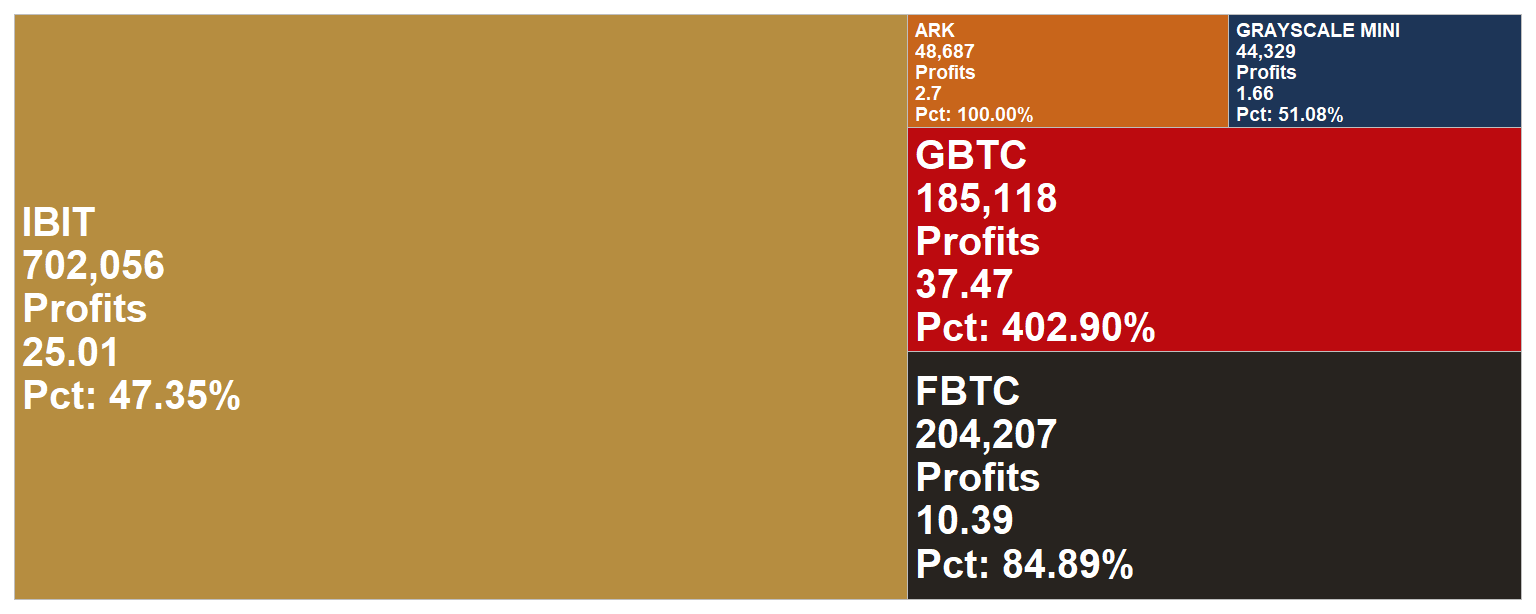 IBIT
702,056
Profits
25.01
Pct: 47.35%
ARK
48,687
Profits
2.7
Pct: 100.00%
GRAYSCALE MINI
44,329
Profits
1.66
Pct: 51.08%
GBTC
185,118
Profits
37.47
Pct: 402.90%
FBTC
204,207
Profits
10.39
Pct: 84.89%